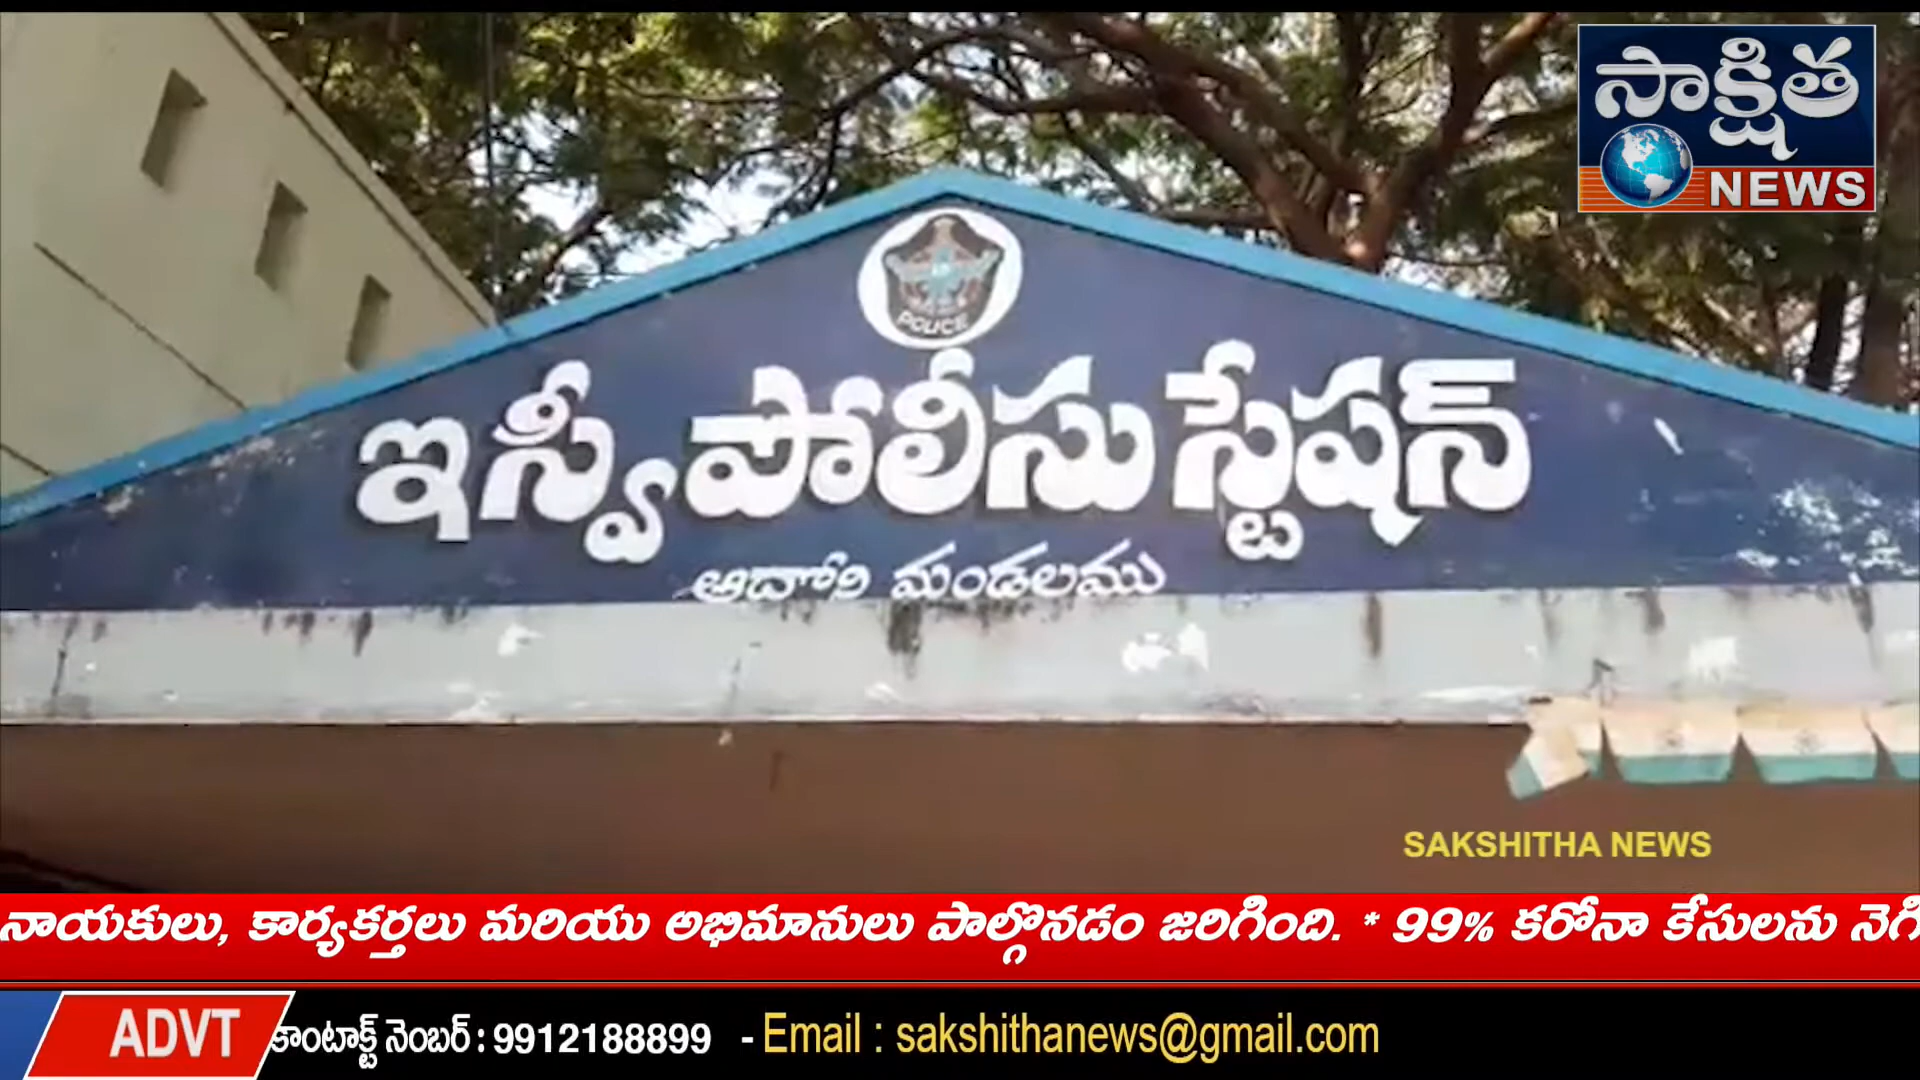 సాక్షిత
NEWS
POLICE
ఇస్వీ పోలీసు స్టేషన్
ఆదోని మండలము
SAKSHITHA NEWS
నాయకులు, కార్యకర్తలు మరియు అభిమానులు పాల్గొనడం జరిగింది. * 99% కరోనా కేసులను నెగి
ADVT కాంటాక్ట్ నెంబర్ : 9912188899 - Email : sakshithanews@gmail.com